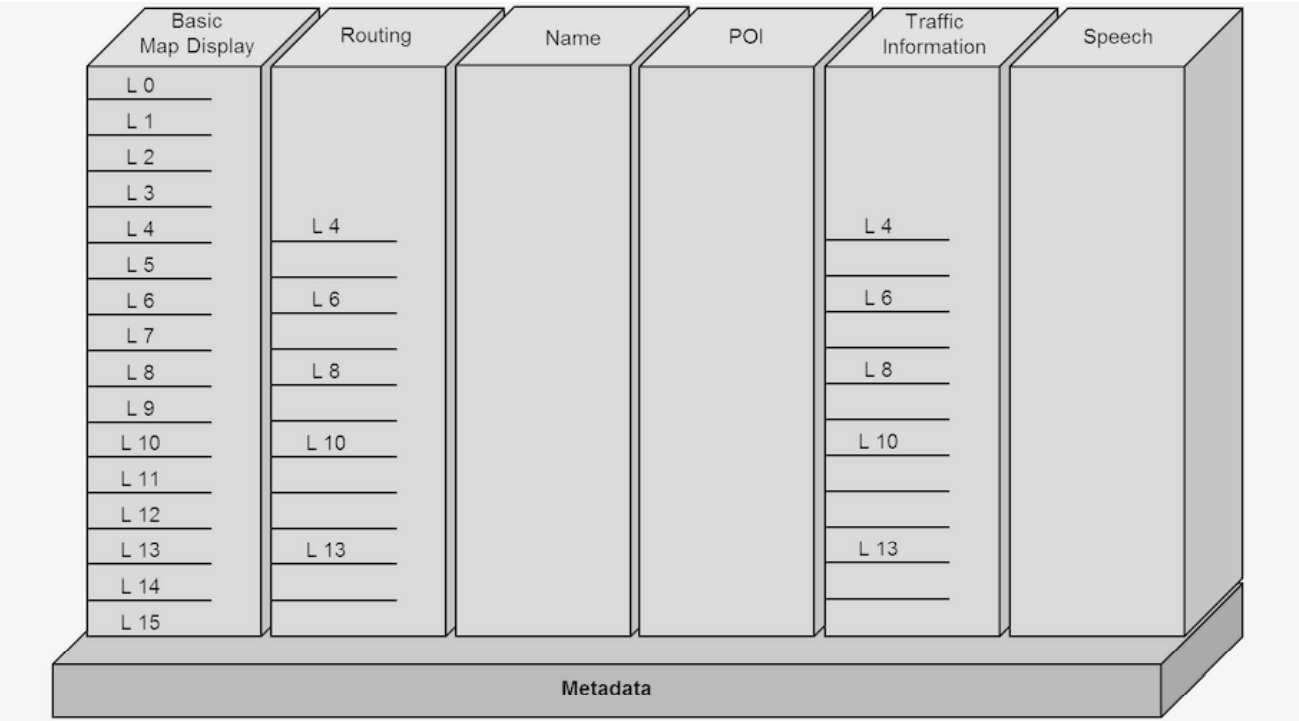 Basic
Map Display
Routing
Name
POI
Traffic
Information
Speech
L 0
L 1
L 2
L 3
L 4
L 5
L 6
L 7
L 8
L 9
L 10
L 11
L 12
L 13
L 14
L 15
L 4
L 6
L 8
L 10
L 13
L 4
L 6
L 8
L 10
L 13
Metadata